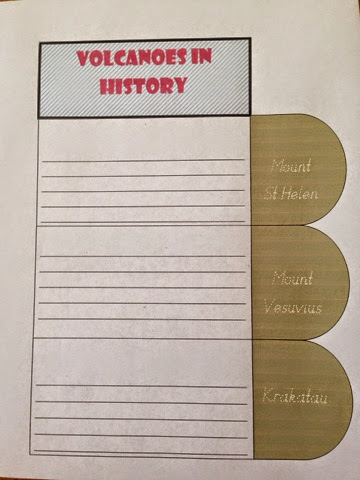 VOLCANOES IN
HISTORY
Mount
St.Helen
Mount
Vesuvius
Krakatau